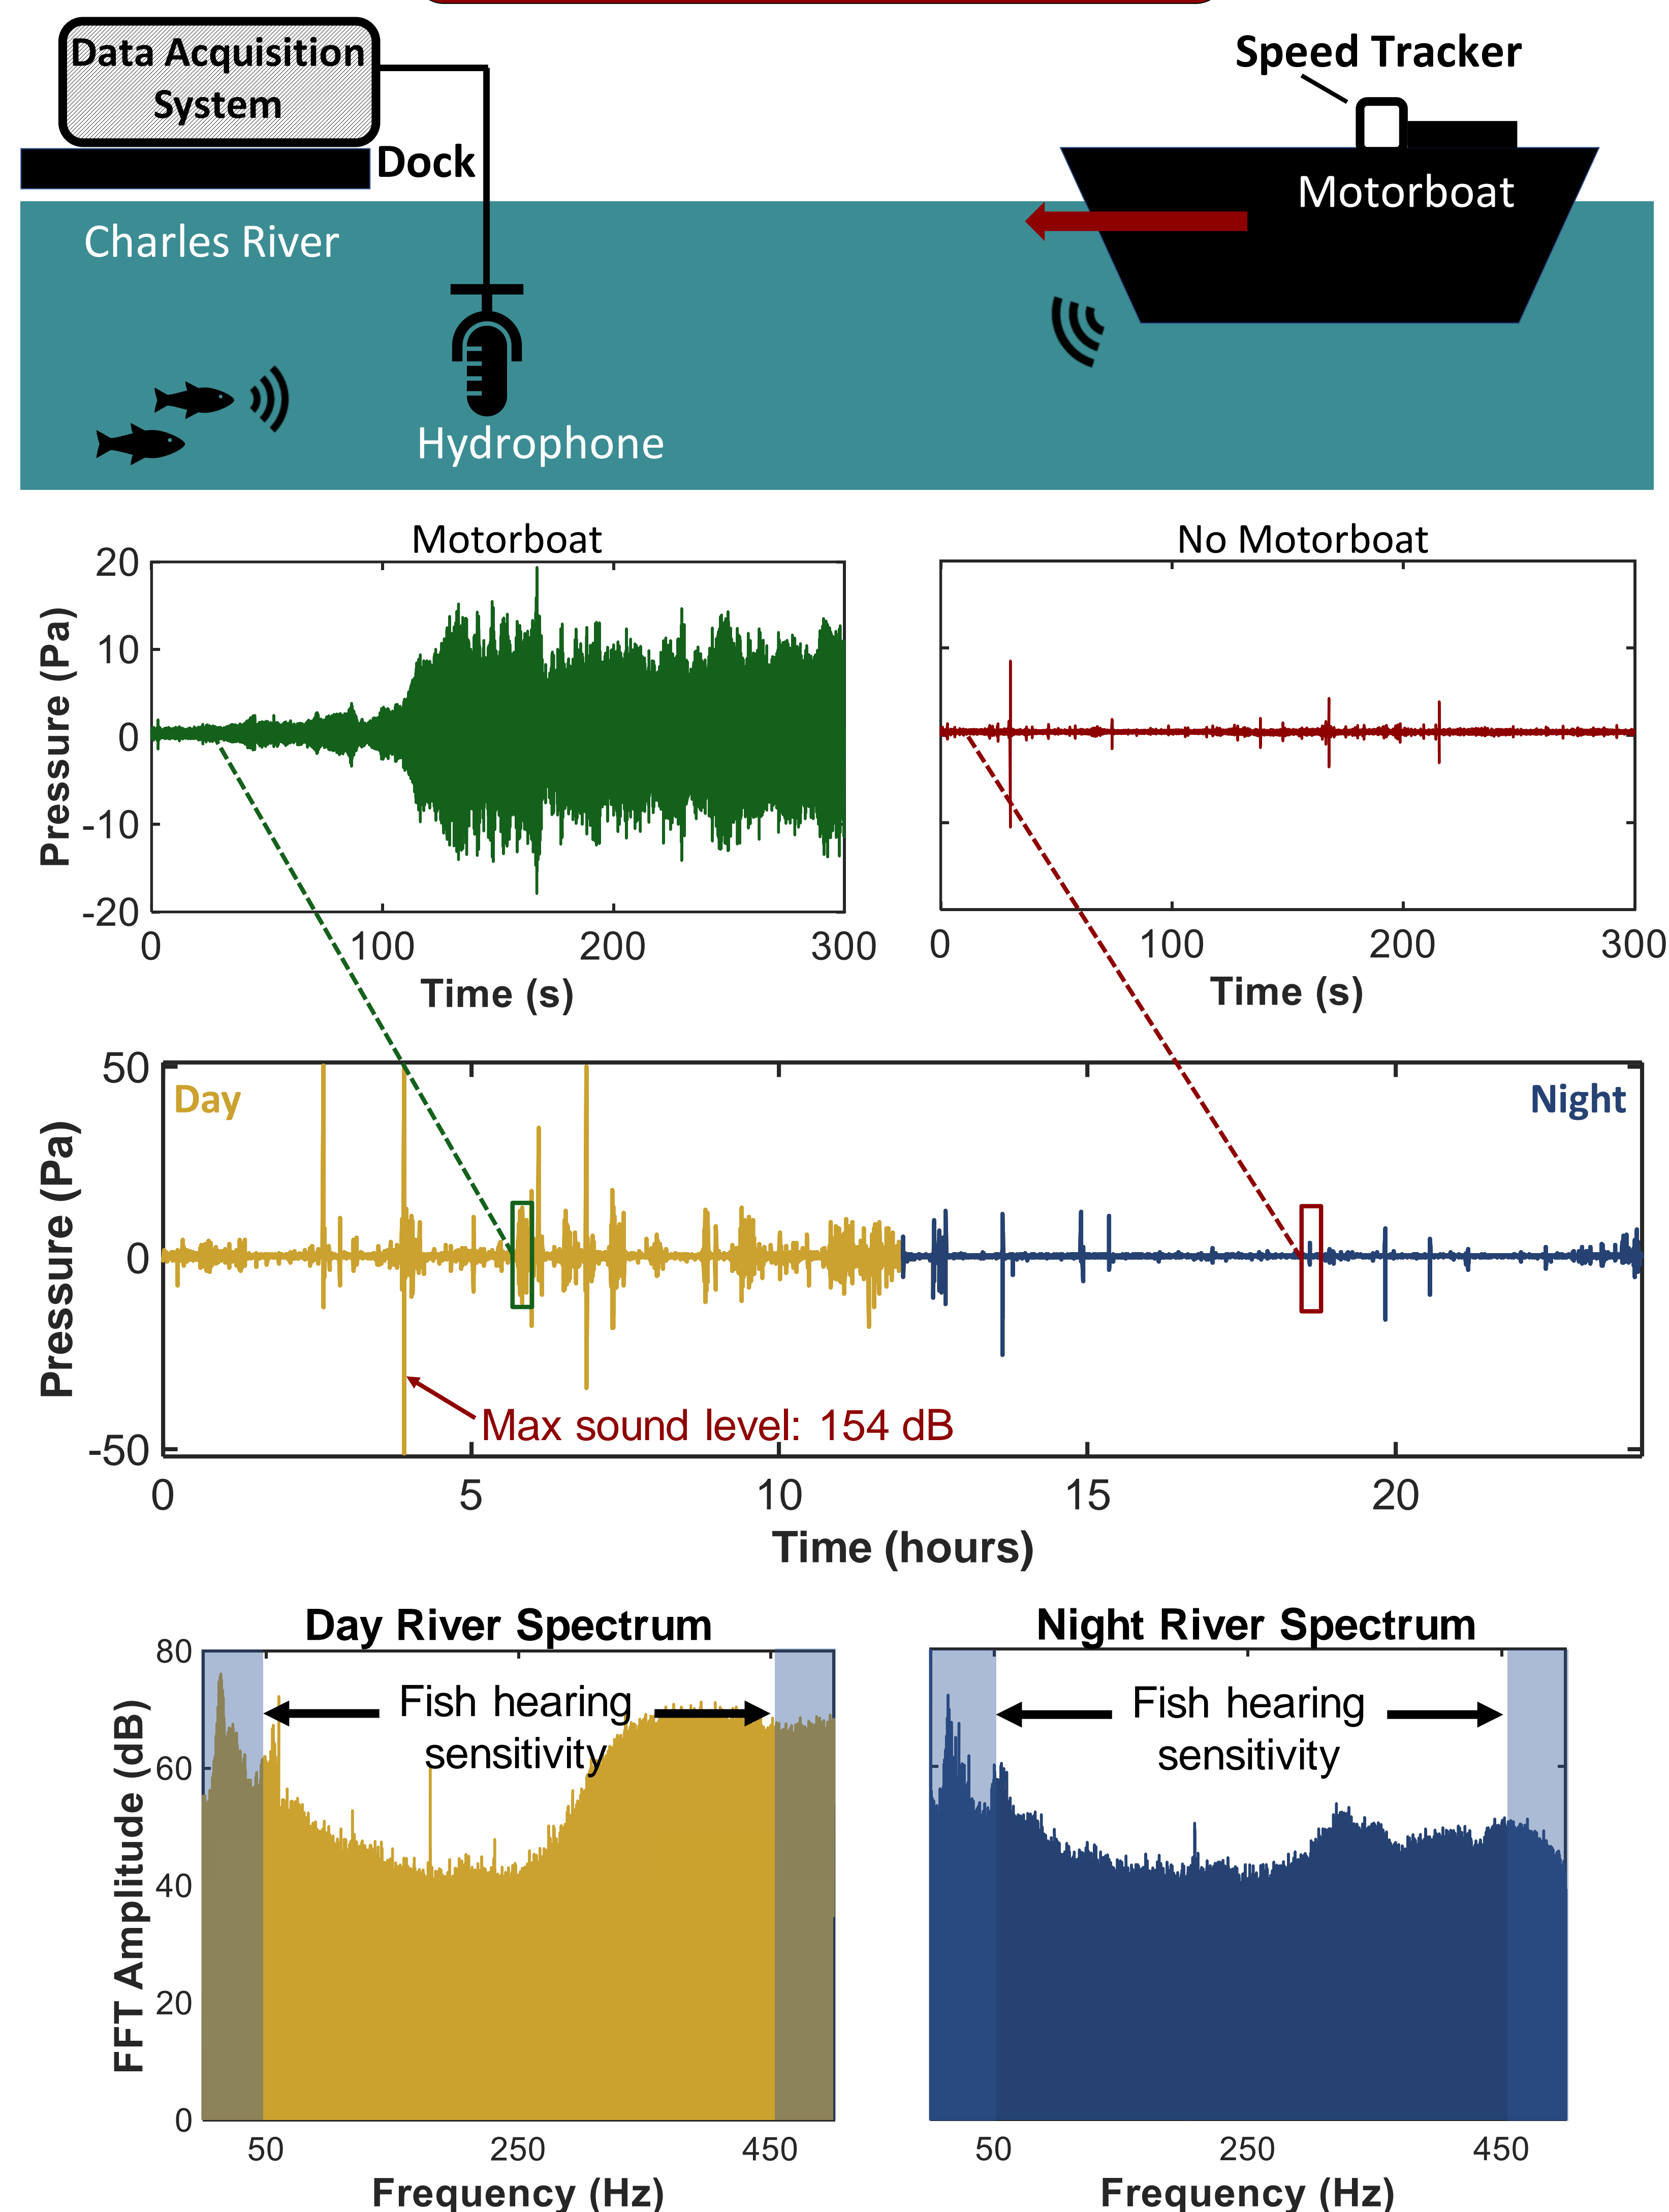 Data Acquisition
System
Speed Tracker
Dock
Motorboat
Charles River
Hydrophone
Motorboat
No Motorboat
Pressure (Pa)
20
10
0
-10
-20
0 100 200 300
Time (s)
0 100 200 300
Time (s)
Pressure (Pa)
50
0
-50
Day
Night
Max sound level: 154 dB
0 5 10 15 20
Time (hours)
Day River Spectrum
Night River Spectrum
FFT Amplitude (dB)
80
60
40
20
0
Fish hearing
sensitivity
Fish hearing
sensitivity
50 250 450
Frequency (Hz)
50 250 450
Frequency (Hz)